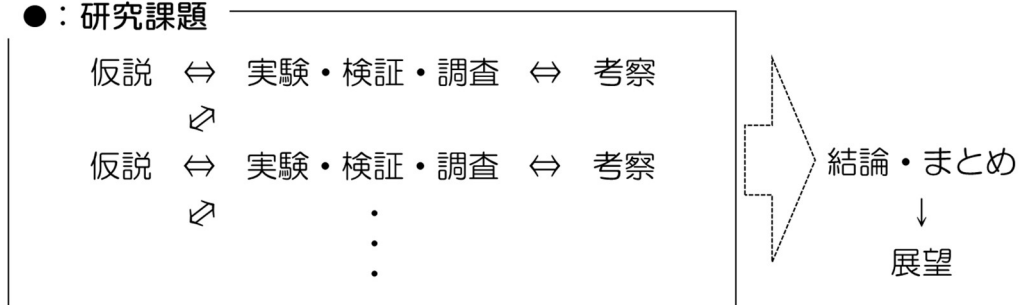 ●：研究課題
仮説 ⇔ 実験・検証・調査 ⇔ 考察
⇔
仮説 ⇔ 実験・検証・調査 ⇔ 考察
⇔
・
・
・
結論・まとめ
↓
展望